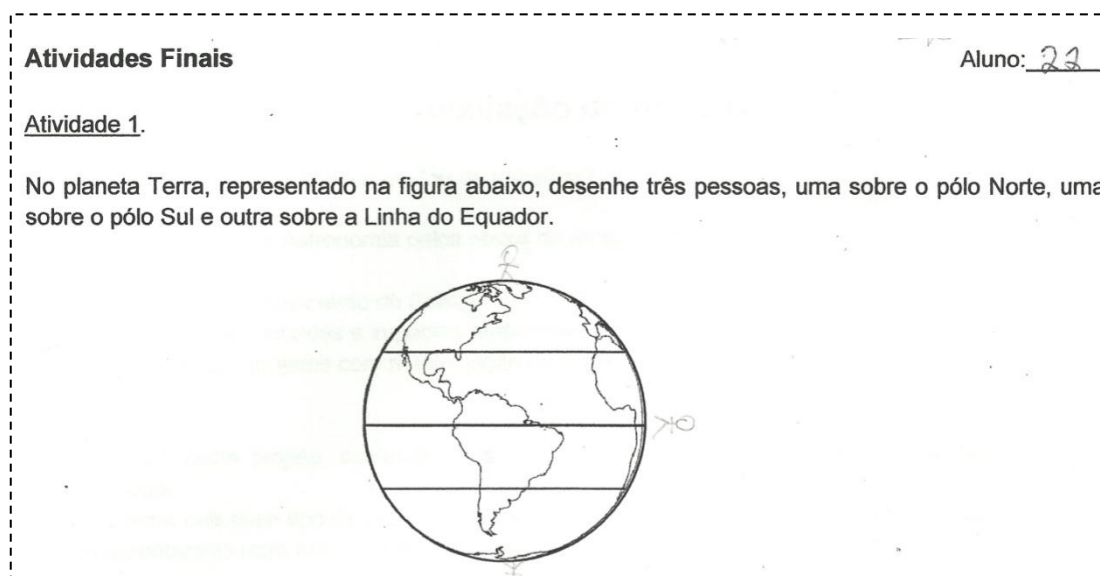 Atividades Finais
Aluno: 22
Atividade 1.
No planeta Terra, representado na figura abaixo, desenhe três pessoas, uma sobre o pólo Norte, uma
sobre o pólo Sul e outra sobre a Linha do Equador.